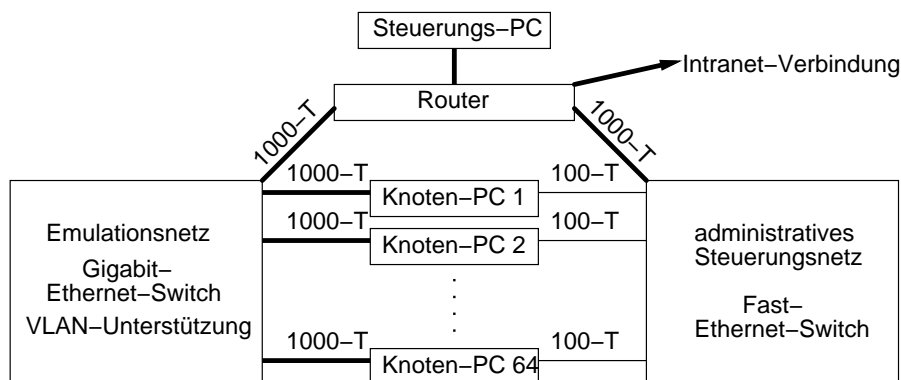 Steuerungs−PC
Intranet−Verbindung
Router
1000−T
1000−T
1000−T
Knoten−PC 1
100−T
1000−T
Knoten−PC 2
100−T
Emulationsnetz
Gigabit−
Ethernet−Switch
VLAN−Unterstützung
administratives
Steuerungsnetz
Fast−
Ethernet−Switch
1000−T
Knoten−PC 64
100−T